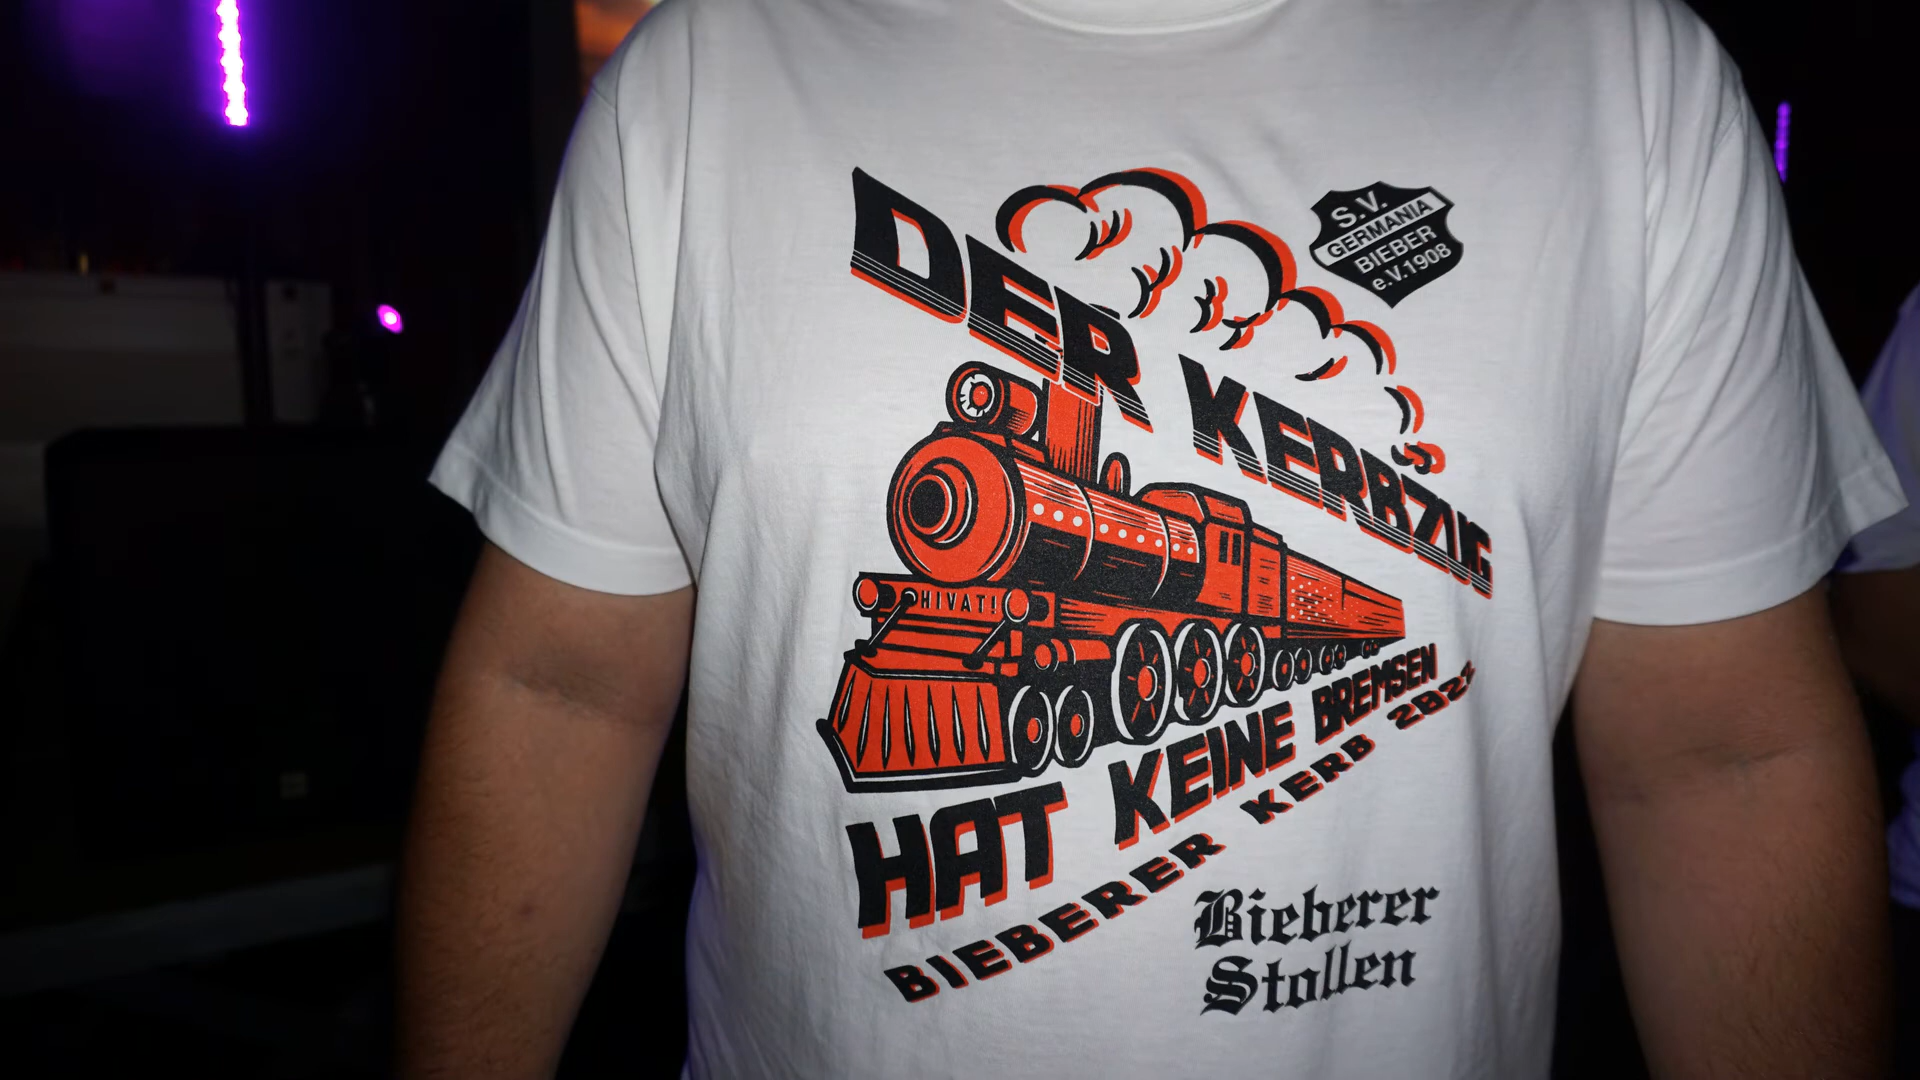 DER KERBZUG
S.V.
GERMANIA
BIEBER
e.V.1908
HIVAT!
HAT KEINE BREMSEN
BIEBERER KERB
Bieberer
Stollen